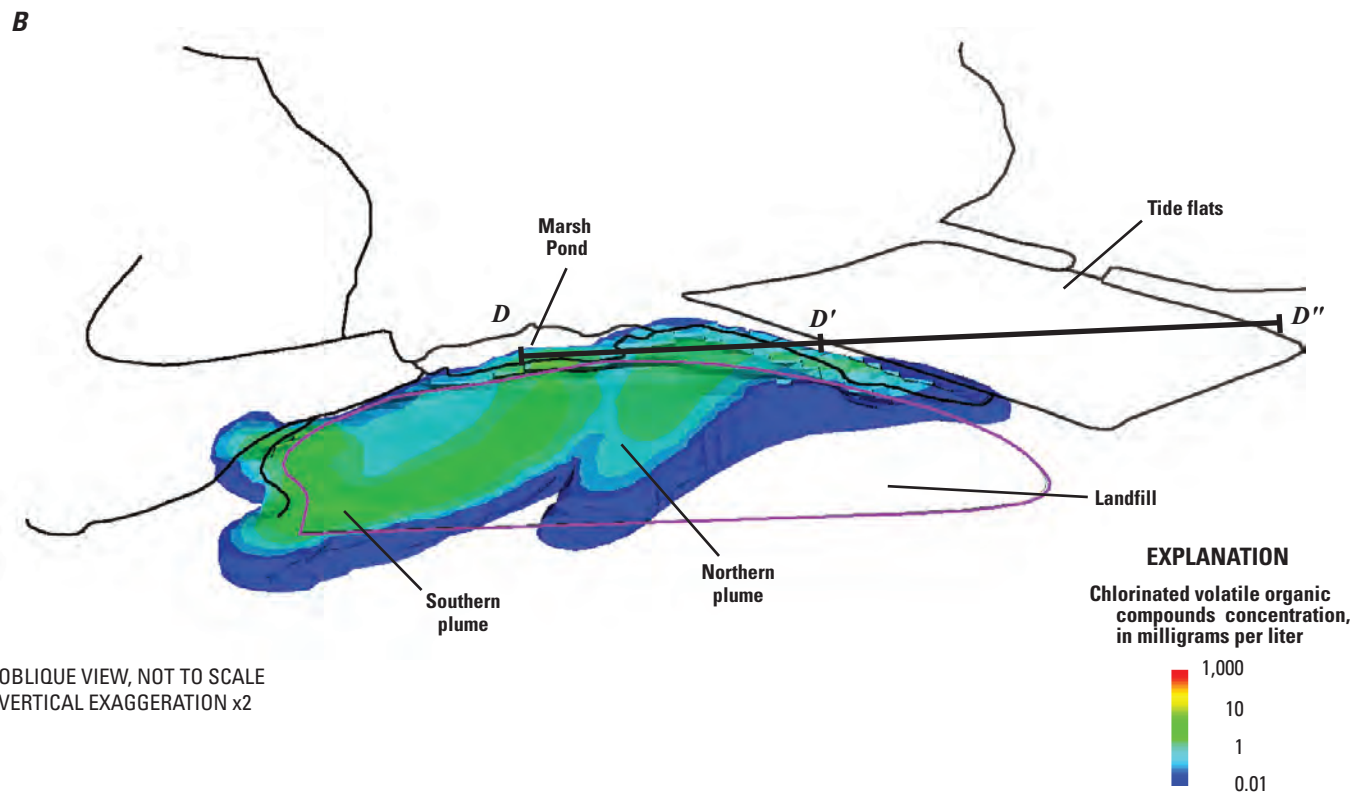 B
Tide flats
Marsh
Pond
D
D'
D"
Landfill
Northern
plume
Southern
plume
EXPLANATION
Chlorinated volatile organic
compounds concentration,
in milligrams per liter
1,000
10
1
0.01
OBLIQUE VIEW, NOT TO SCALE
VERTICAL EXAGGERATION x2